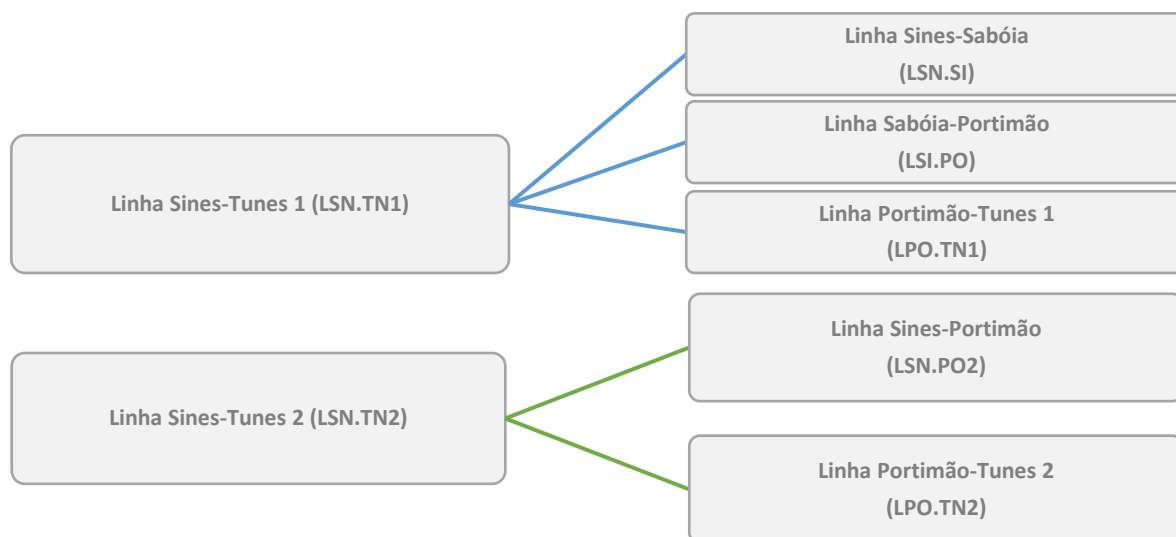 Linha Sines-Tunes 1 (LSN.TN1)
Linha Sines-Sabóia
(LSN.SI)
Linha Sabóia-Portimão
(LSI.PO)
Linha Portimão-Tunes 1
(LPO.TN1)
Linha Sines-Tunes 2 (LSN.TN2)
Linha Sines-Portimão
(LSN.PO2)
Linha Portimão-Tunes 2
(LPO.TN2)